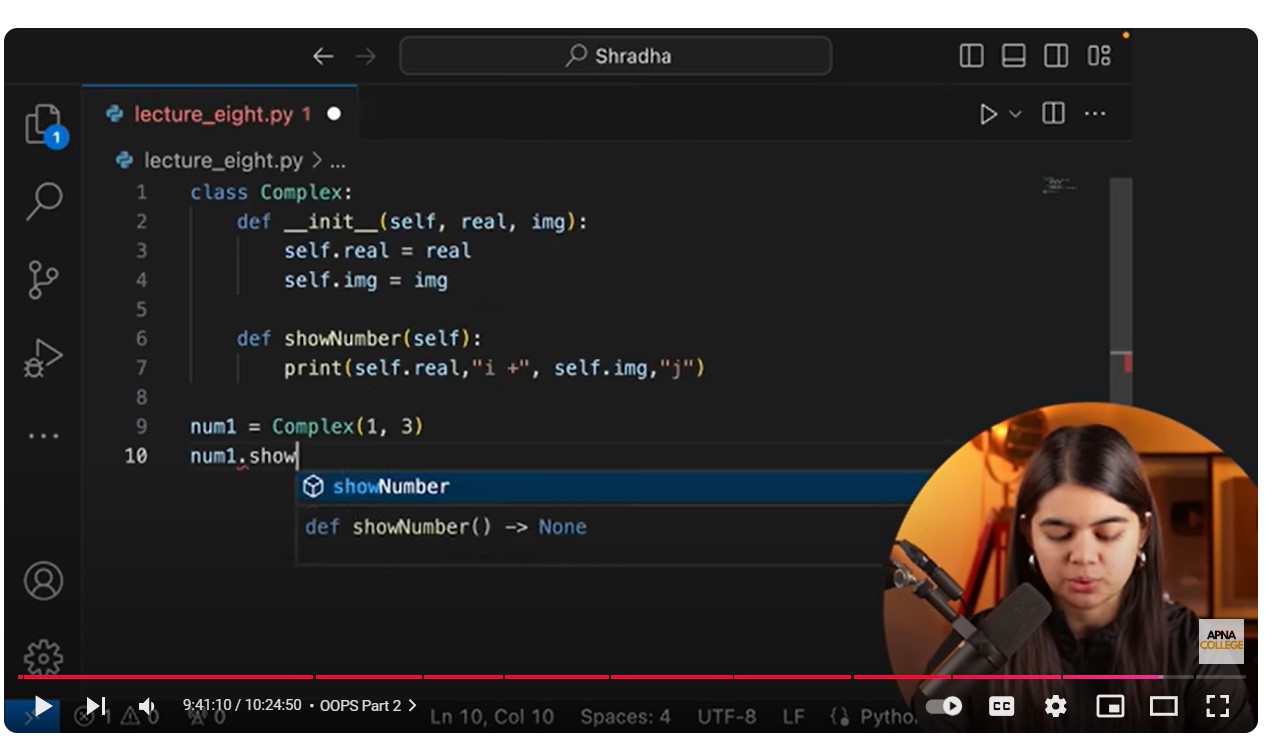 Shradha
lecture_eight.py 1
1
lecture_eight.py > ...
1 class Complex:
2 def __init__(self, real, img):
3 self.real = real
4 self.img = img
5
6 def showNumber(self):
7 print(self.real,"i +", self.img,"j")
8
9 num1 = Complex(1, 3)
10 num1.show
showNumber
def showNumber() -> None
APNA
COLLEGE
9:41:10 / 10:24:50 • OOPS Part 2 >
1 0 0 Ln 10, Col 10 Spaces: 4 UTF-8 LF
CC